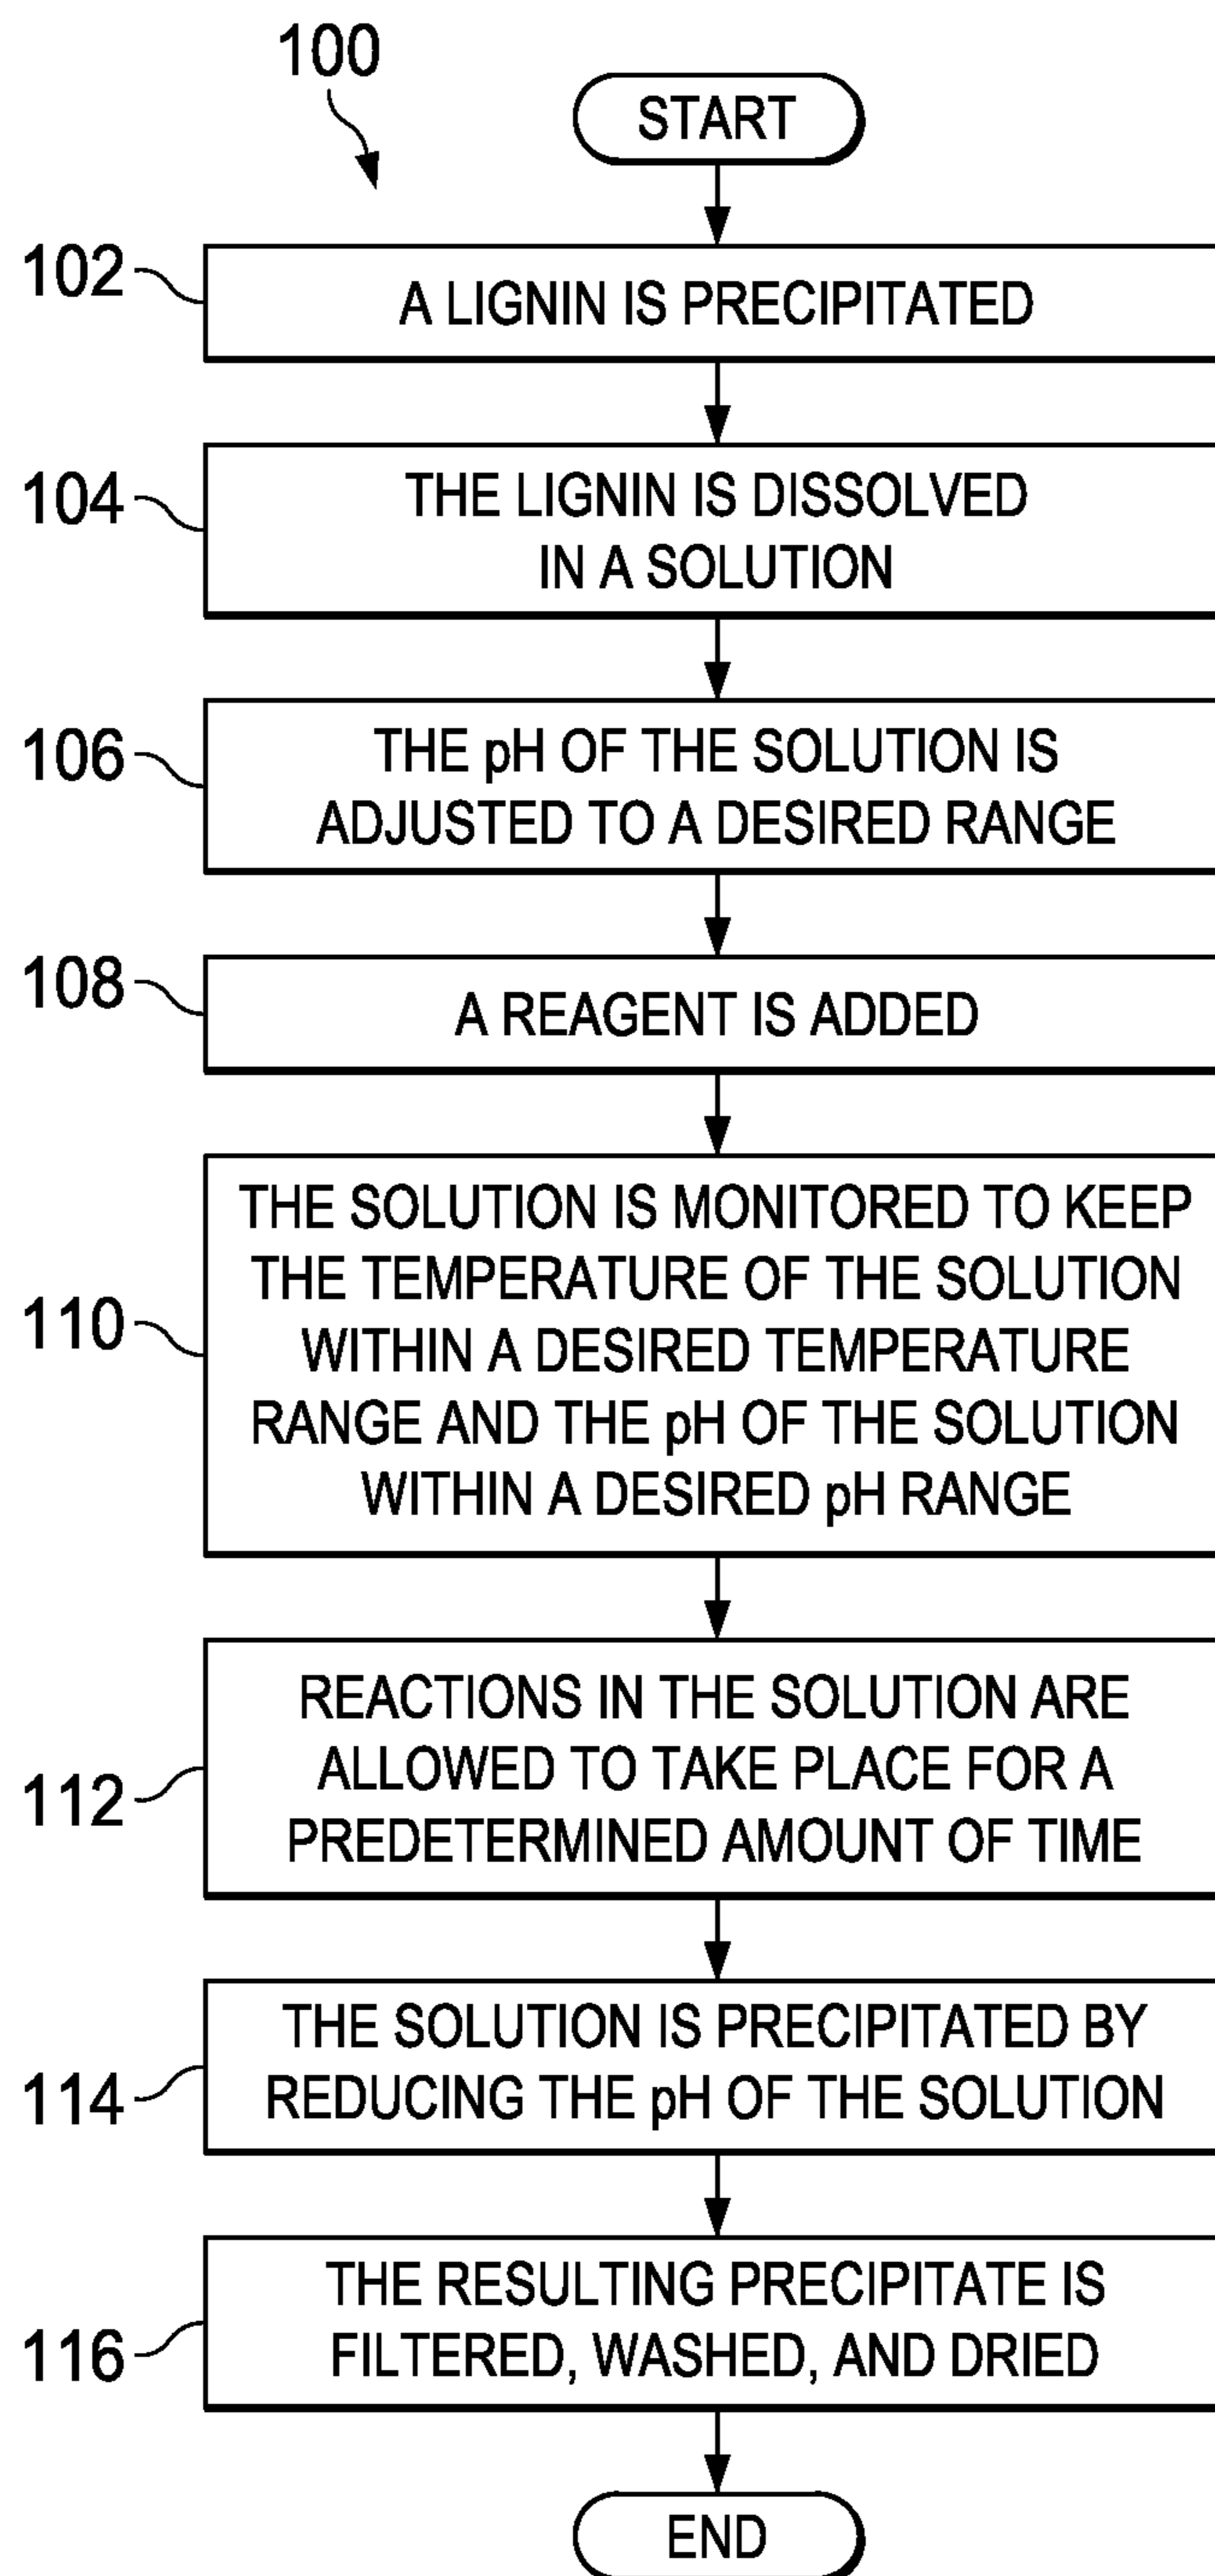 100
START
102
A LIGNIN IS PRECIPITATED
104
THE LIGNIN IS DISSOLVED
IN A SOLUTION
106
THE pH OF THE SOLUTION IS
ADJUSTED TO A DESIRED RANGE
108
A REAGENT IS ADDED
110
THE SOLUTION IS MONITORED TO KEEP
THE TEMPERATURE OF THE SOLUTION
WITHIN A DESIRED TEMPERATURE
RANGE AND THE pH OF THE SOLUTION
WITHIN A DESIRED pH RANGE
112
REACTIONS IN THE SOLUTION ARE
ALLOWED TO TAKE PLACE FOR A
PREDETERMINED AMOUNT OF TIME
114
THE SOLUTION IS PRECIPITATED BY
REDUCING THE pH OF THE SOLUTION
116
THE RESULTING PRECIPITATE IS
FILTERED, WASHED, AND DRIED
END